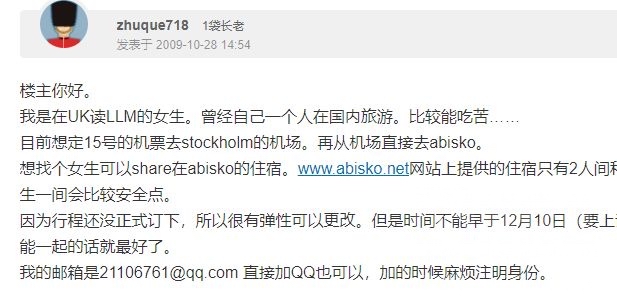 zhuque718 1袋长老
发表于 2009-10-28 14:54
楼主你好。
我是在UK读LLM的女生。曾经自己一个人在国内旅游。比较能吃苦……
目前想定15号的机票去stockholm的机场。再从机场直接去abisko。
想找个女生可以share在abisko的住宿。www.abisko.net网站上提供的住宿只有2人间和
生一间会比较安全点。
因为行程还没正式订下，所以很有弹性可以更改。但是时间不能早于12月10日（要上
能一起的话就最好了。
我的邮箱是21106761@qq.com 直接加QQ也可以，加的时候麻烦注明身份。